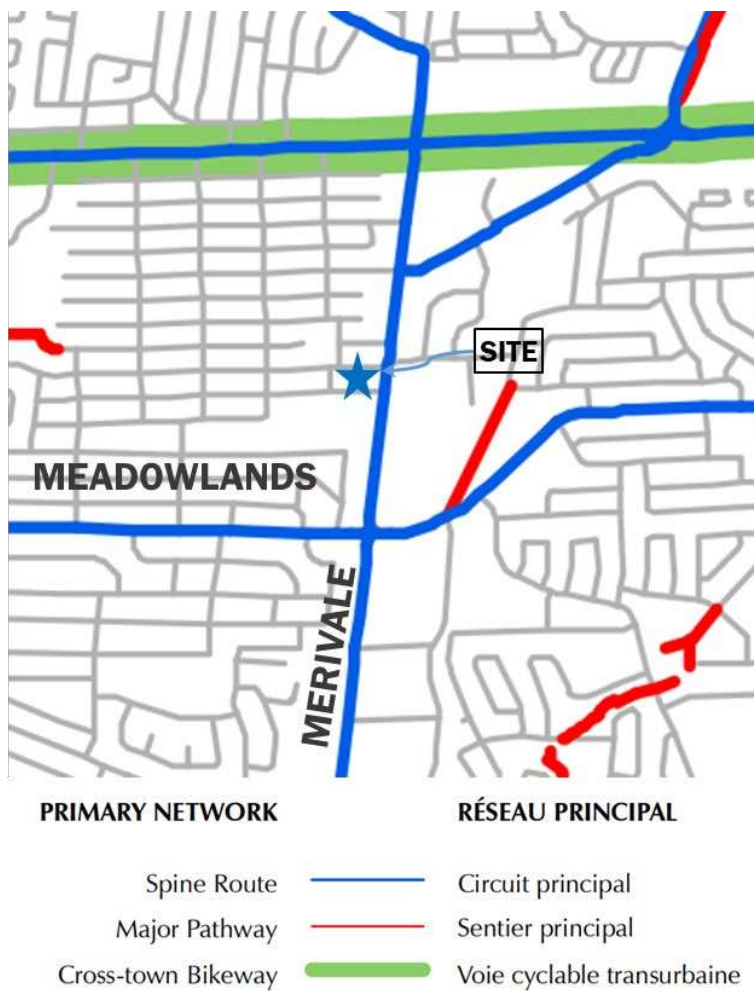 SITE
MEADOWLANDS
MERIVALE
PRIMARY NETWORK RÉSEAU PRINCIPAL
Spine Route Circuit principal
Major Pathway Sentier principal
Cross-town Bikeway Voie cyclable transurbaine